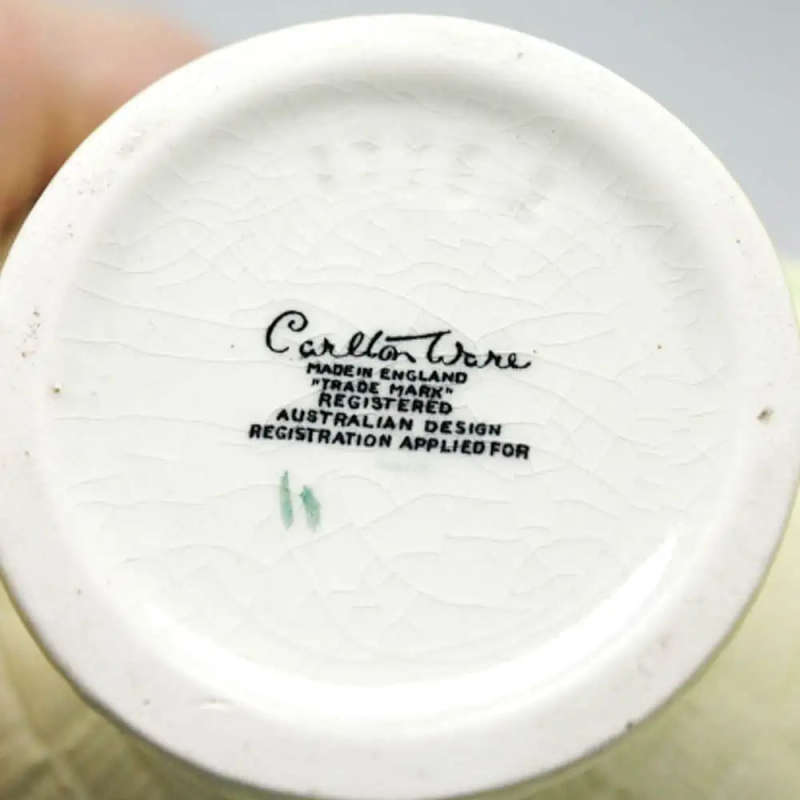 Carlton Ware
MADE IN ENGLAND
"TRADE MARK"
REGISTERED
AUSTRALIAN DESIGN
REGISTRATION APPLIED FOR